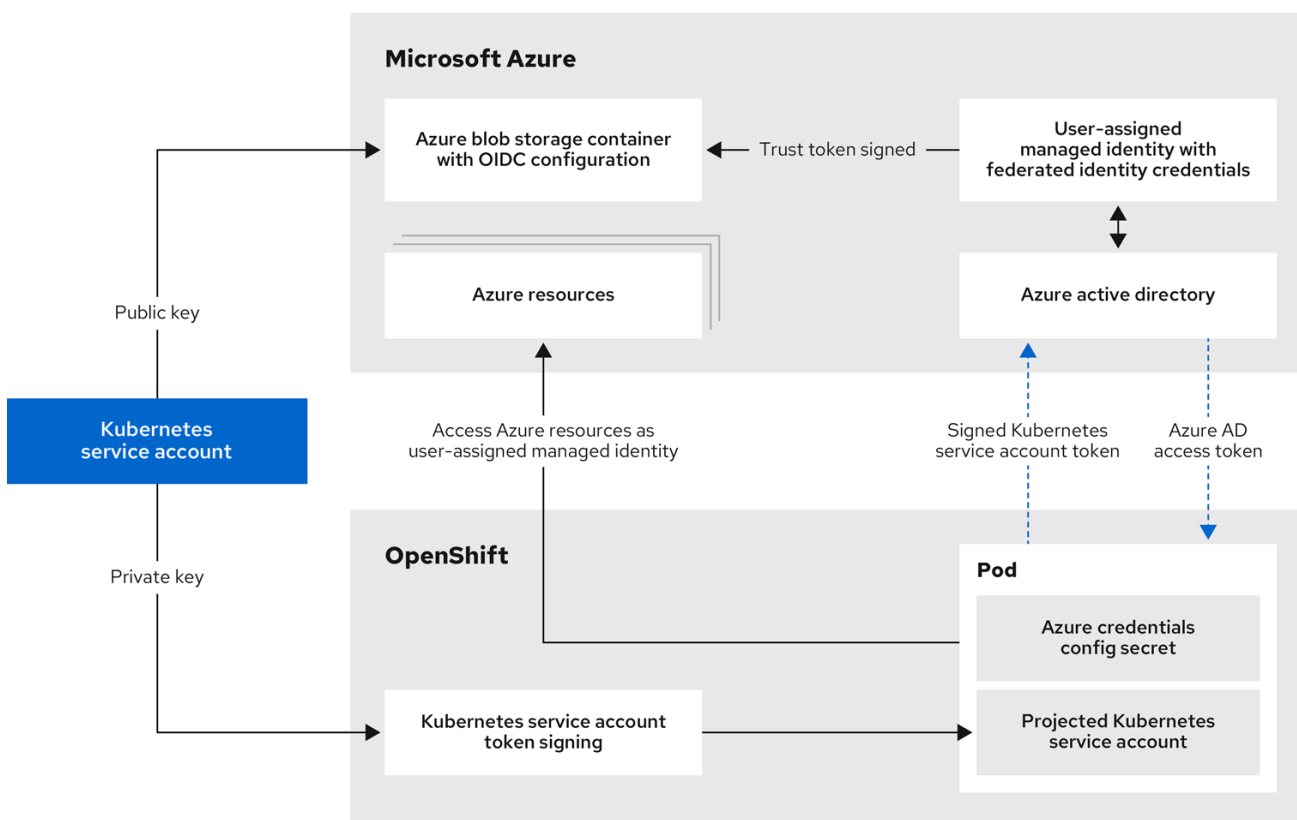 Microsoft Azure
Azure blob storage container
with OIDC configuration
Trust token signed
User-assigned
managed identity with
federated identity credentials
Azure resources
Azure active directory
Public key
Kubernetes
service account
Access Azure resources as
user-assigned managed identity
Signed Kubernetes
service account token
Azure AD
access token
Private key
OpenShift
Pod
Azure credentials
config secret
Kubernetes service account
token signing
Projected Kubernetes
service account